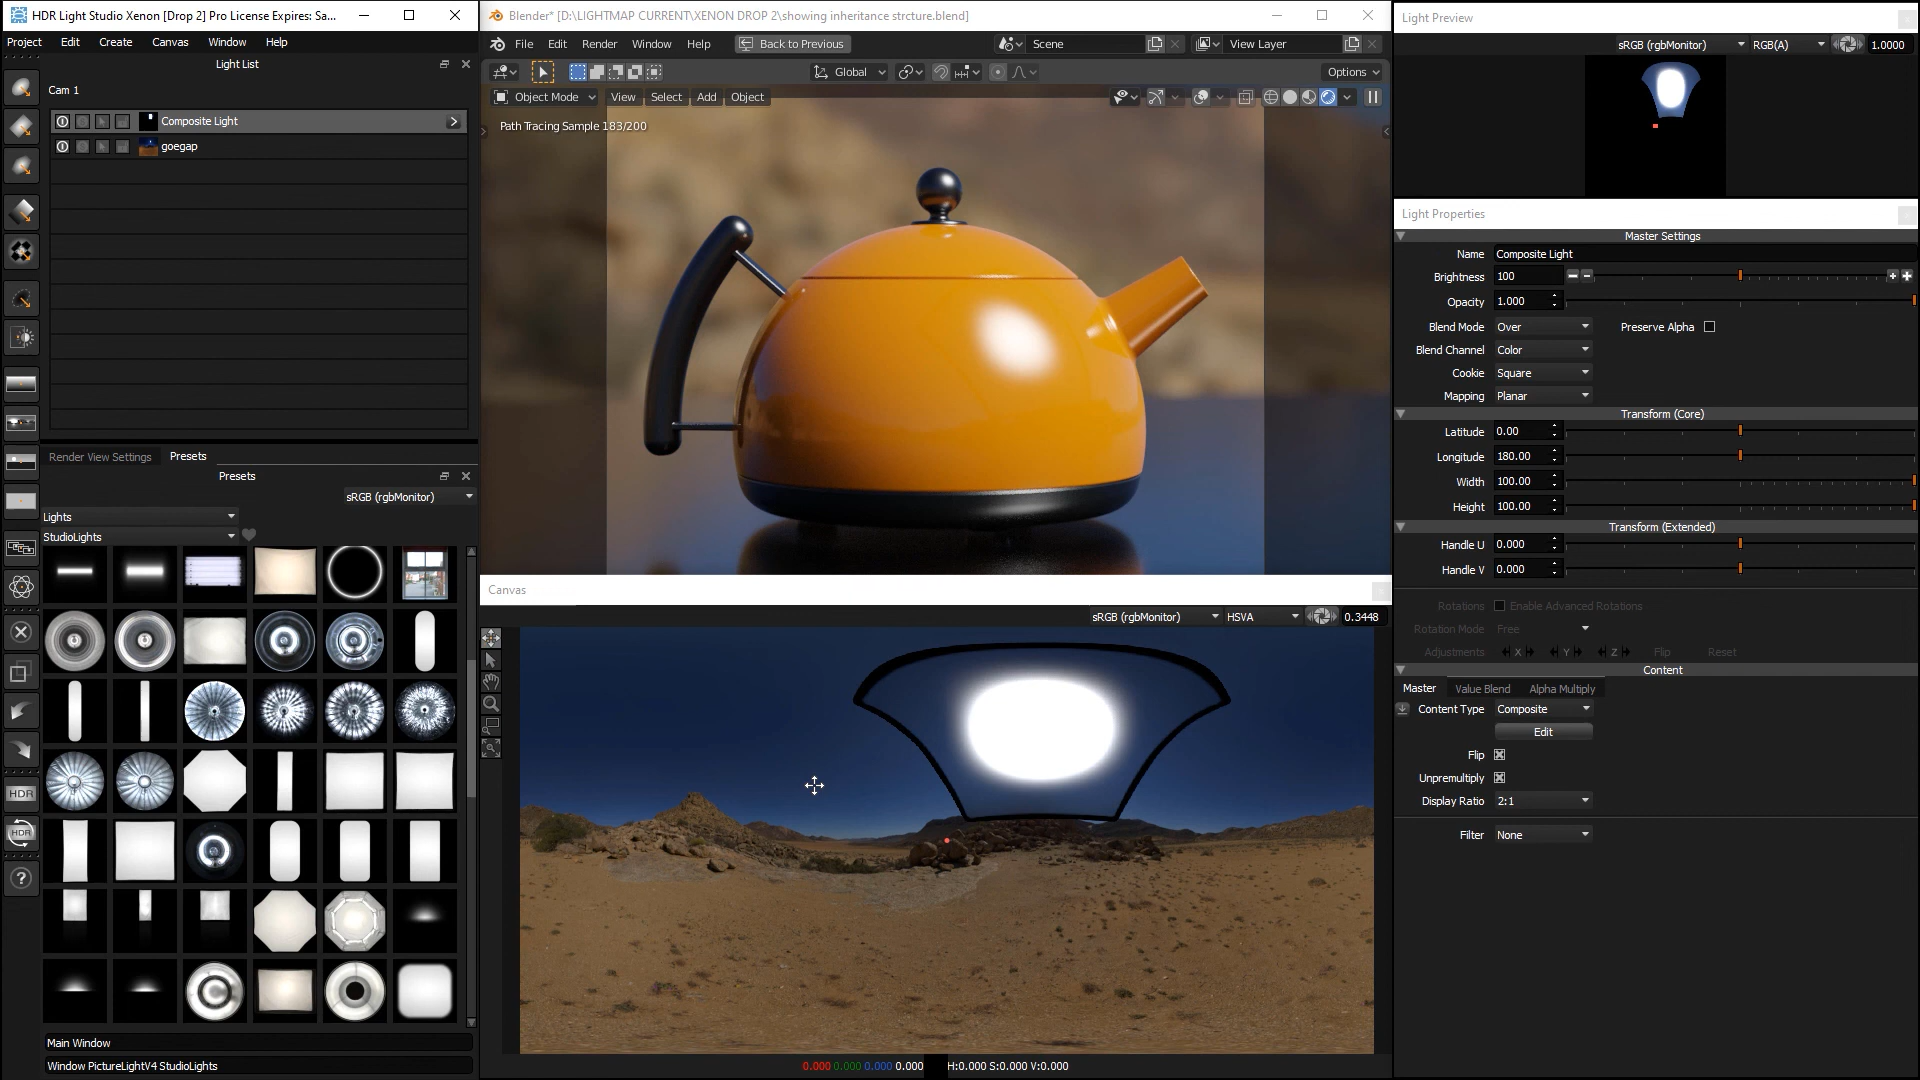 HDR Light Studio Xenon [Drop 2] Pro License Expires: Sa...
Project Edit Create Canvas Window Help
Light List
Cam 1
Composite Light
goegap
Render View Settings Presets
Presets
sRGB (rgbMonitor)
Lights
StudioLights
HDR
HDR
Main Window
Window PictureLightV4 StudioLights
Blender* [D:\LIGHTMAP CURRENT\XENON DROP 2\showing inheritance strcture.blend]
File Edit Render Window Help Back to Previous Scene View Layer
Global Options
Object Mode View Select Add Object
Path Tracing Sample 183/200
Canvas
sRGB (rgbMonitor) HSVA 0.3448
0.000 0.000 0.000 0.000 H:0.000 S:0.000 V:0.000
Light Preview
sRGB (rgbMonitor) RGB(A) 1.0000
Light Properties
Master Settings
Name Composite Light
Brightness 100
Opacity 1.000
Blend Mode Over Preserve Alpha
Blend Channel Color
Cookie Square
Mapping Planar
Transform (Core)
Latitude 0.00
Longitude 180.00
Width 100.00
Height 100.00
Transform (Extended)
Handle U 0.000
Handle V 0.000
Rotations Enable Advanced Rotations
Rotation Mode Free
Adjustments X Y Z Flip Reset
Content
Master Value Blend Alpha Multiply
Content Type Composite
Edit
Flip
Unpremultiply
Display Ratio 2:1
Filter None